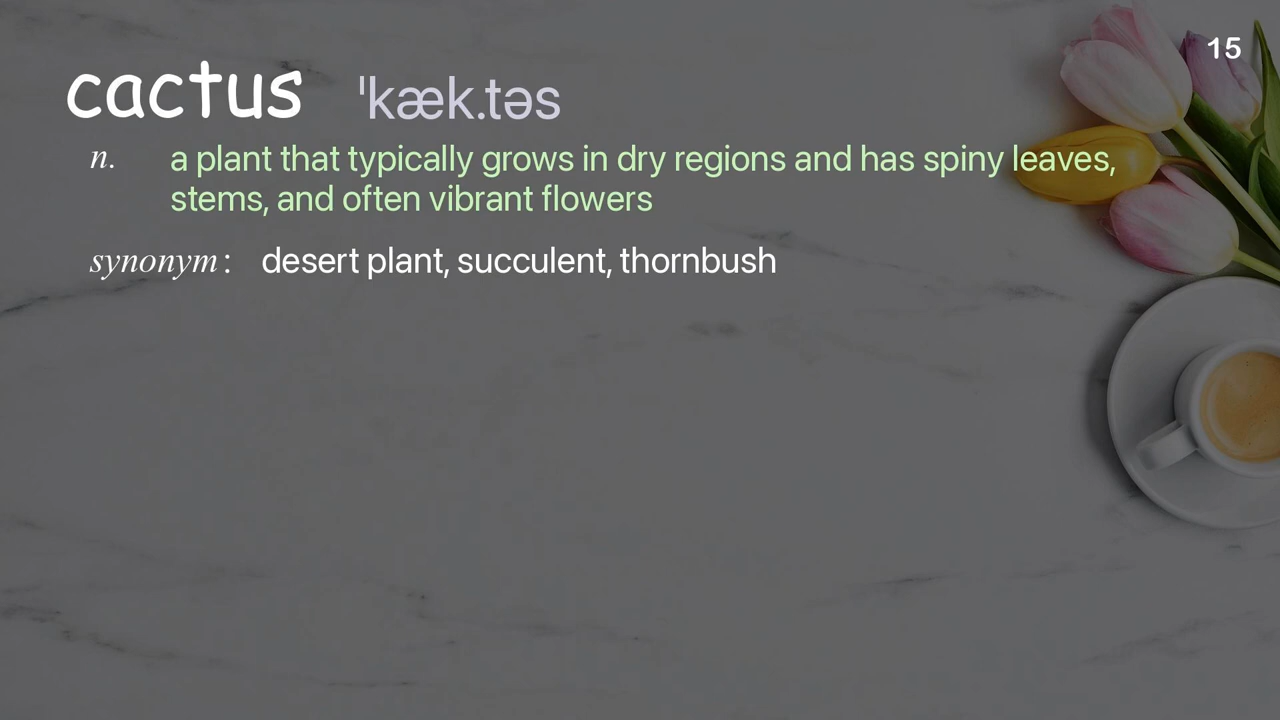 15
cactus ˈkæk.təs
n. a plant that typically grows in dry regions and has spiny leaves,
stems, and often vibrant flowers
synonym: desert plant, succulent, thornbush